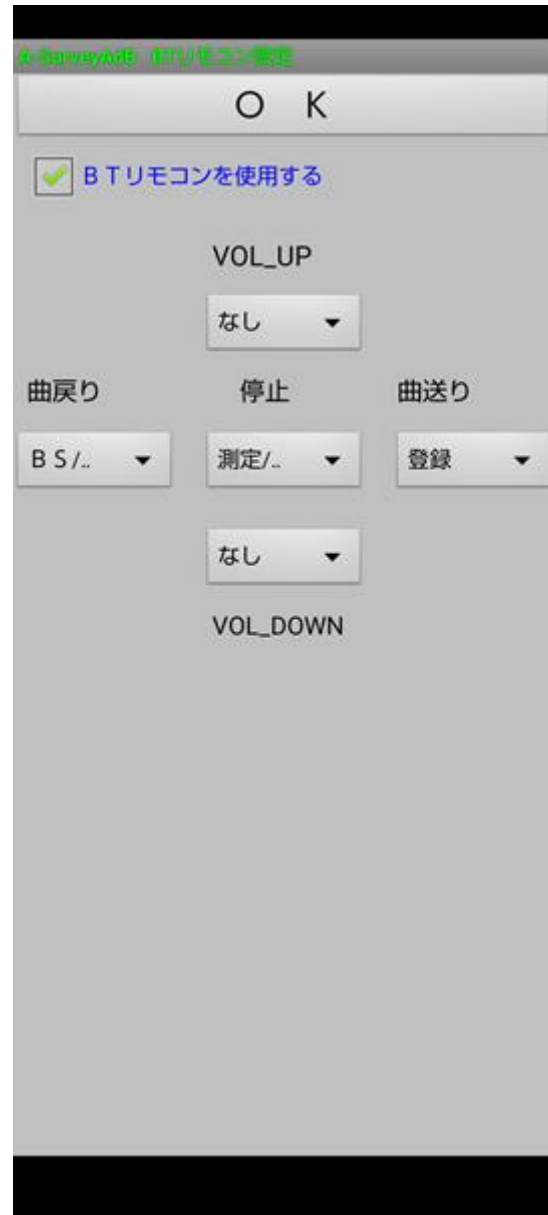 A-SurveyAdB BTリモコン設定
O K
BTリモコンを使用する
VOL_UP
なし
曲戻り 停止 曲送り
BS/.. 測定/.. 登録
なし
VOL_DOWN